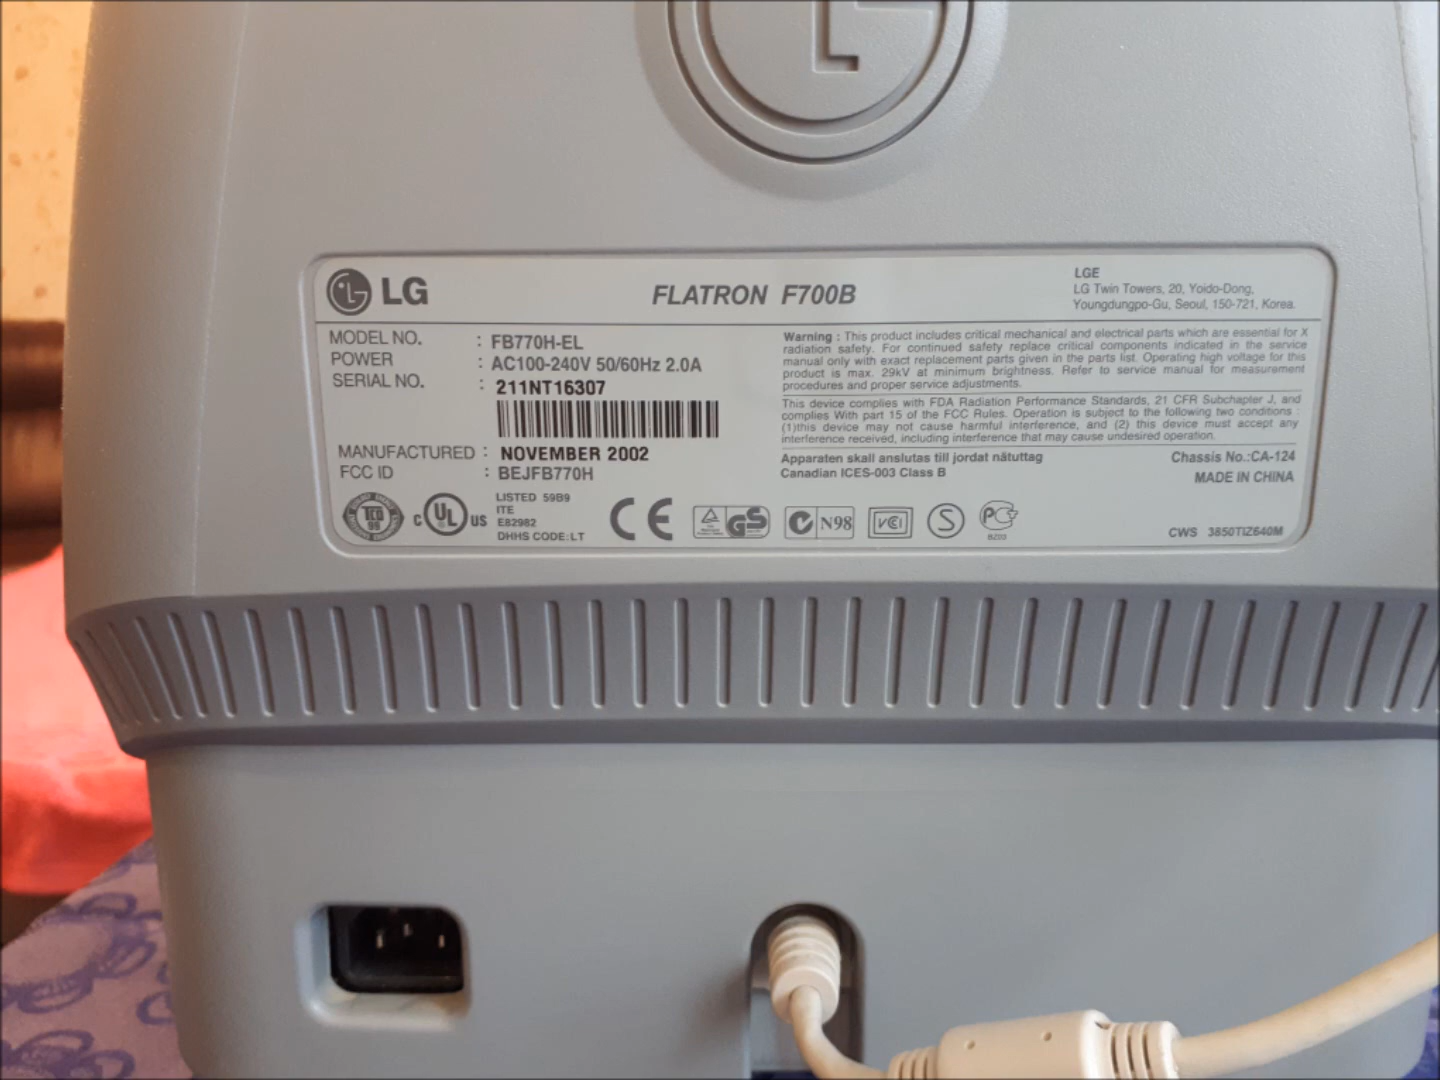 LG
FLATRON F700B
LGE
LG Twin Towers, 20, Yoido-Dong,
Youngdungpo-Gu, Seoul, 150-721, Korea.
MODEL NO. : FB770H-EL
POWER : AC100-240V 50/60Hz 2.0A
SERIAL NO. : 211NT16307
MANUFACTURED : NOVEMBER 2002
FCC ID : BEJFB770H
Warning : This product includes critical mechanical and electrical parts which are essential for X
radiation safety. For continued safety replace critical components indicated in the service
manual only with exact replacement parts given in the parts list. Operating high voltage for this
product is max. 29kV at minimum brightness. Refer to service manual for measurement
procedures and proper service adjustments.
This device complies with FDA Radiation Performance Standards, 21 CFR Subchapter J, and
complies With part 15 of the FCC Rules. Operation is subject to the following two conditions :
(1)this device may not cause harmful interference, and (2) this device must accept any
interference received, including interference that may cause undesired operation.
Apparaten skall anslutas till jordat nätuttag
Canadian ICES-003 Class B
Chassis No.:CA-124
MADE IN CHINA
TCO
99
C UL US
LISTED 59B9
ITE
E82982
DHHS CODE:LT
CE
GS
N98
VCCI
S
PC
BZ03
CWS 3850TIZ640M